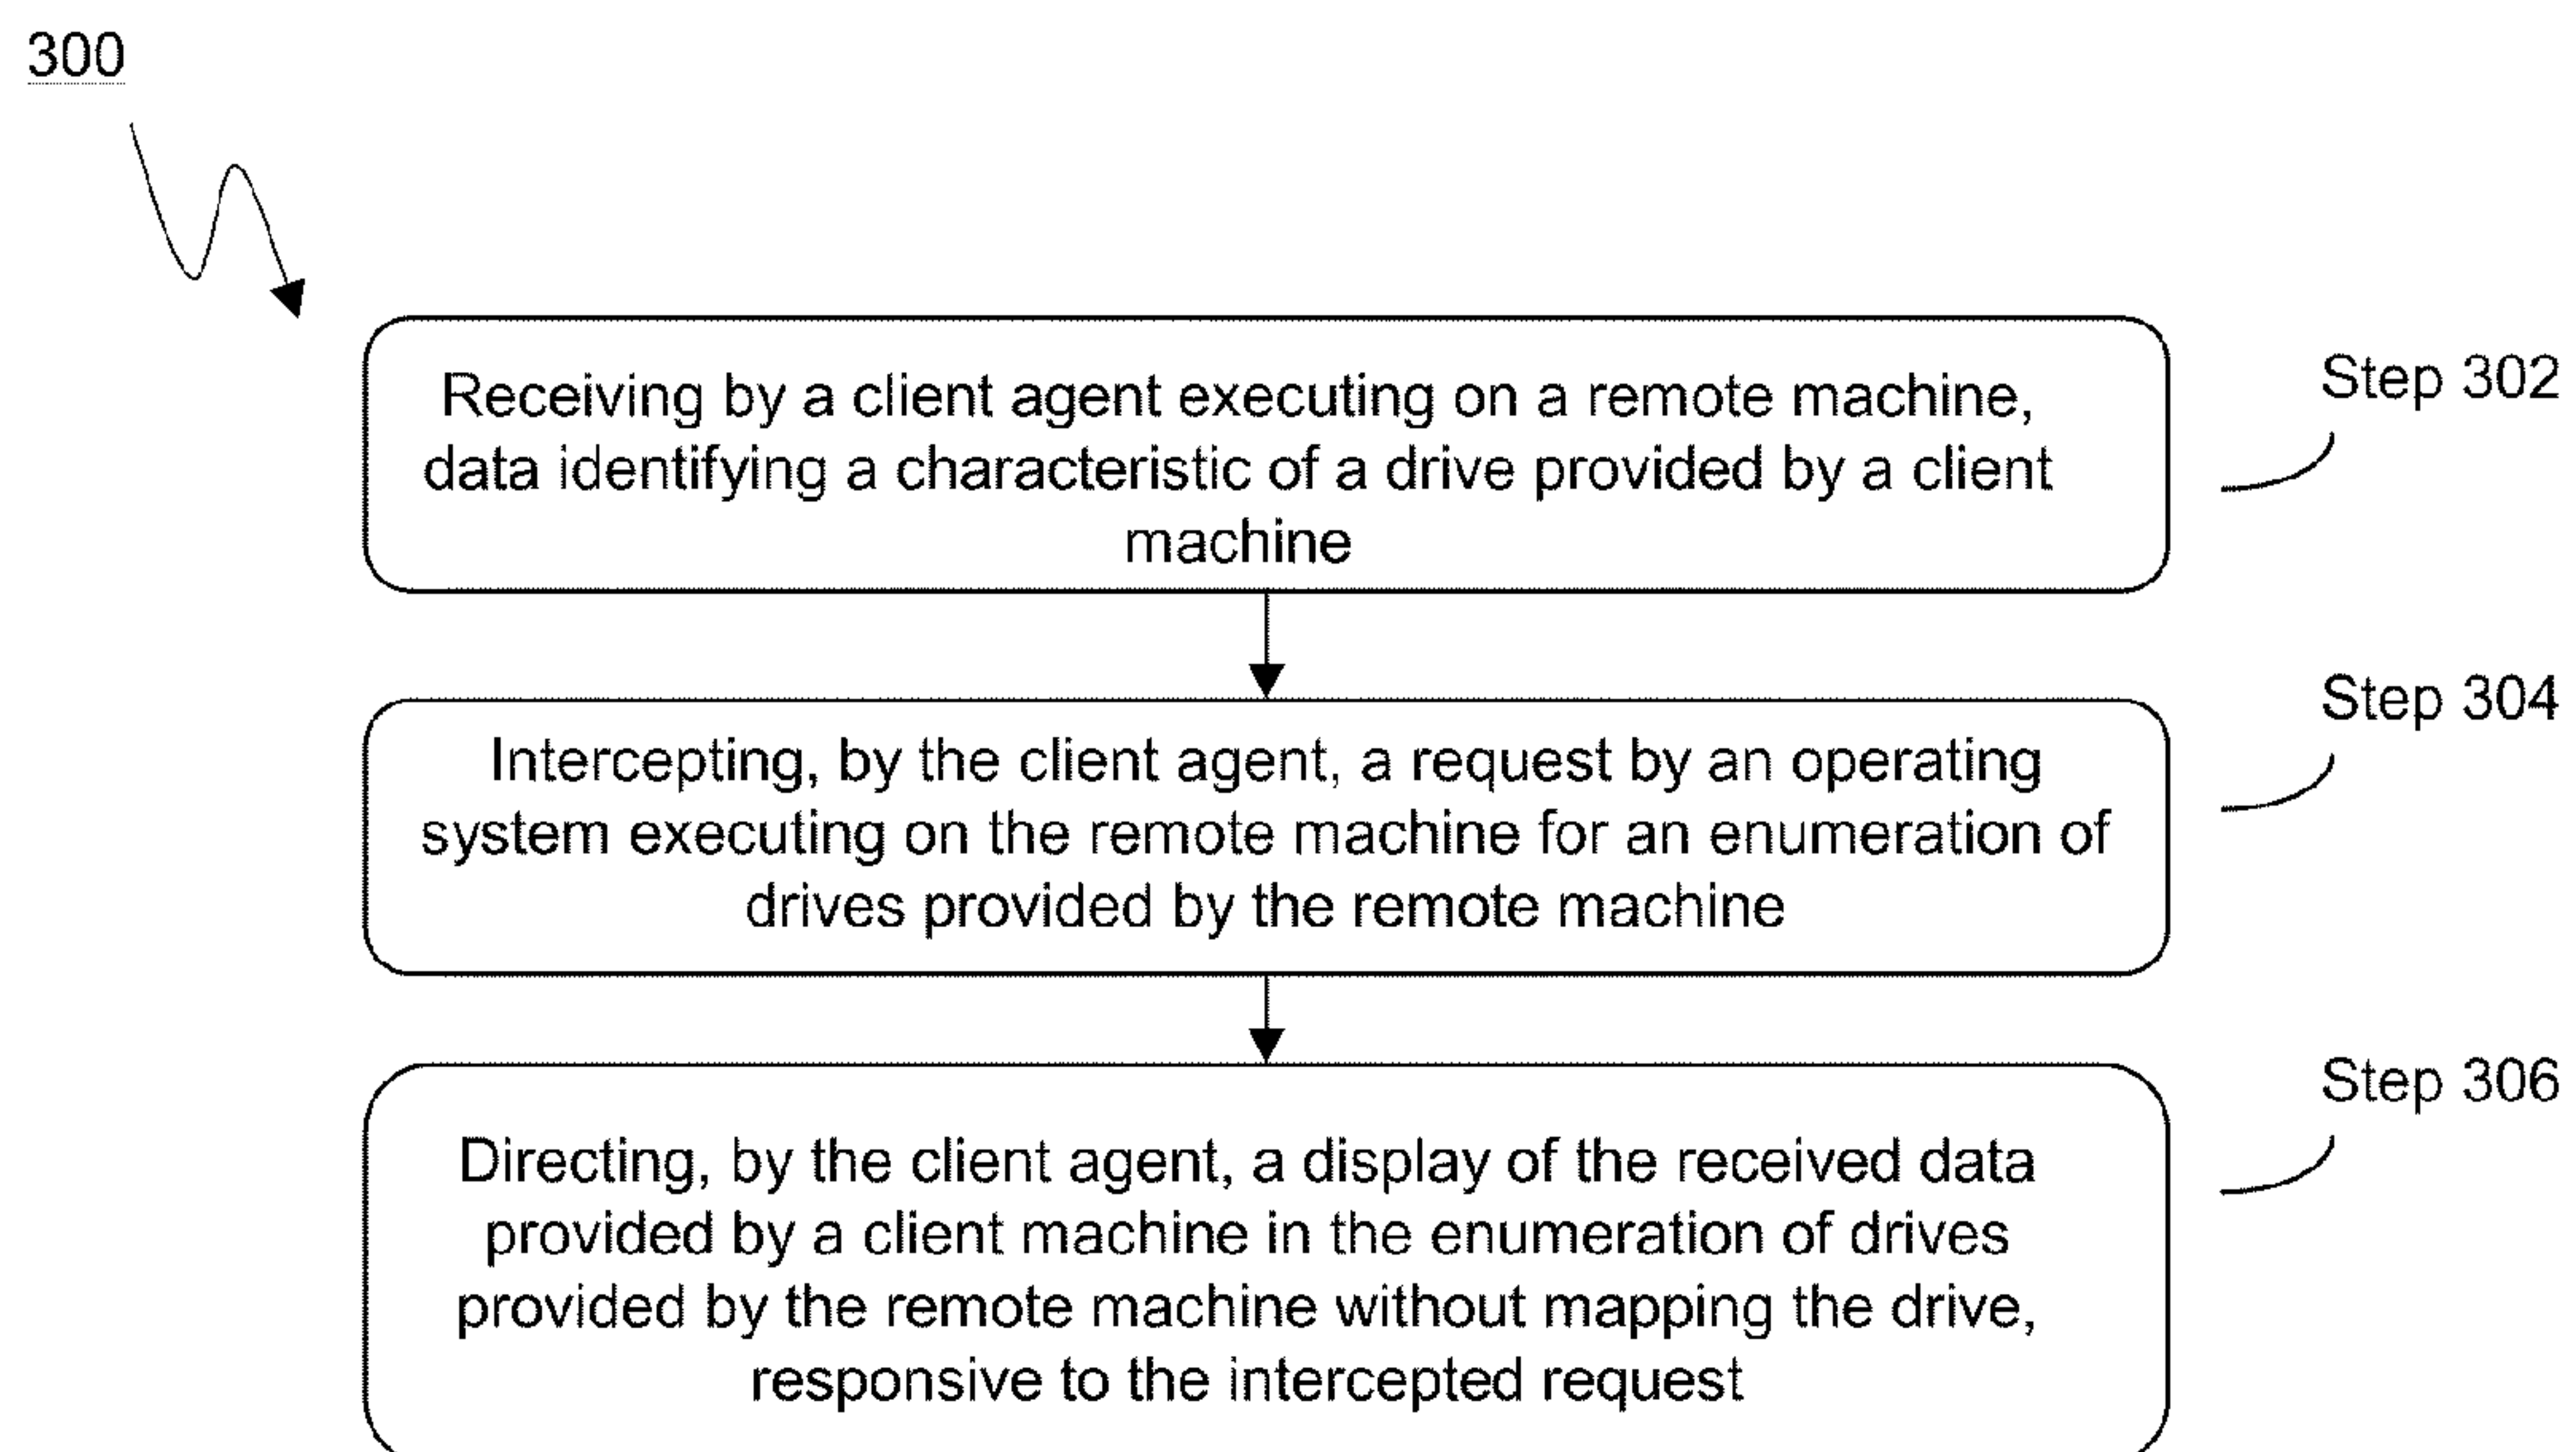 300
Receiving by a client agent executing on a remote machine,
data identifying a characteristic of a drive provided by a client
machine
Step 302
Intercepting, by the client agent, a request by an operating
system executing on the remote machine for an enumeration of
drives provided by the remote machine
Step 304
Directing, by the client agent, a display of the received data
provided by a client machine in the enumeration of drives
provided by the remote machine without mapping the drive,
responsive to the intercepted request
Step 306